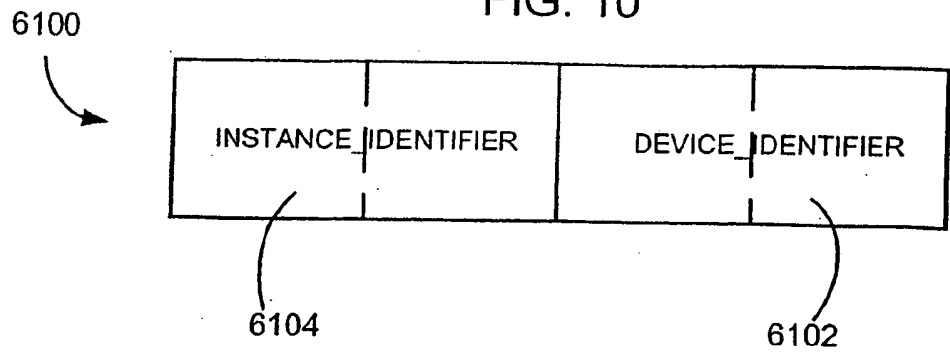 FIG. 10
6100
INSTANCE_IDENTIFIER DEVICE_IDENTIFIER
6104 6102